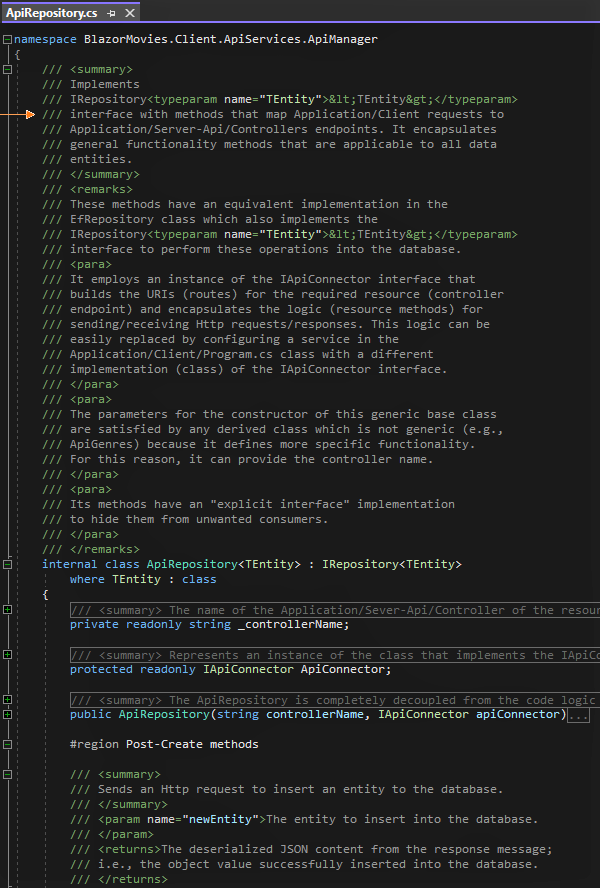 ApiRepository.cs
namespace BlazorMovies.Client.ApiServices.ApiManager
{
/// <summary>
/// Implements
/// IRepository<typeparam name="TEntity">&lt;TEntity&gt;</typeparam>
/// interface with methods that map Application/Client requests to
/// Application/Server-Api/Controllers endpoints. It encapsulates
/// general functionality methods that are applicable to all data
/// entities.
/// </summary>
/// <remarks>
/// These methods have an equivalent implementation in the
/// EfRepository class which also implements the
/// IRepository<typeparam name="TEntity">&lt;TEntity&gt;</typeparam>
/// interface to perform these operations into the database.
/// <para>
/// It employs an instance of the IApiConnector interface that
/// builds the URIs (routes) for the required resource (controller
/// endpoint) and encapsulates the logic (resource methods) for
/// sending/receiving Http requests/responses. This logic can be
/// easily replaced by configuring a service in the
/// Application/Client/Program.cs class with a different
/// implementation (class) of the IApiConnector interface.
/// </para>
/// <para>
/// The parameters for the constructor of this generic base class
/// are satisfied by any derived class which is not generic (e.g.,
/// ApiGenres) because it defines more specific functionality.
/// For this reason, it can provide the controller name.
/// </para>
/// <para>
/// Its methods have an "explicit interface" implementation
/// to hide them from unwanted consumers.
/// </para>
/// </remarks>
internal class ApiRepository<TEntity> : IRepository<TEntity>
where TEntity : class
{
/// <summary> The name of the Application/Sever-Api/Controller of the resou
private readonly string _controllerName;
/// <summary> Represents an instance of the class that implements the IApiCo
protected readonly IApiConnector ApiConnector;
/// <summary> The ApiRepository is completely decoupled from the code logic
public ApiRepository(string controllerName, IApiConnector apiConnector)...
#region Post-Create methods
/// <summary>
/// Sends an Http request to insert an entity to the database.
/// </summary>
/// <param name="newEntity">The entity to insert into the database.
/// </param>
/// <returns>The deserialized JSON content from the response message;
/// i.e., the object value successfully inserted into the database.
/// </returns>